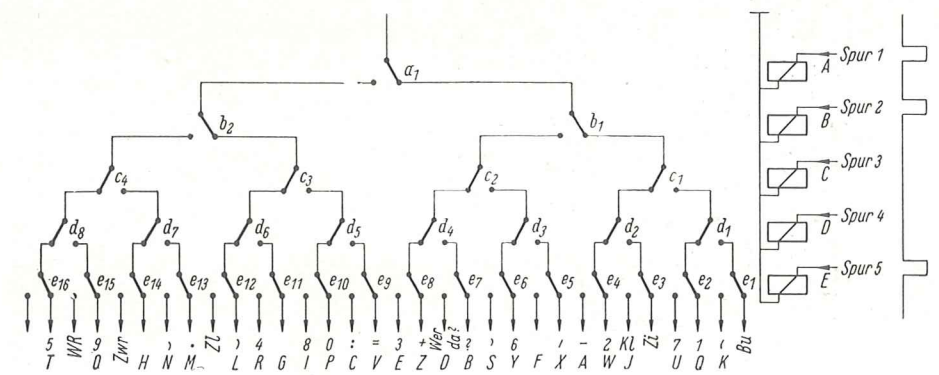 a1
b2 b1
c4 c3 c2 c1
d8 d7 d6 d5 d4 d3 d2 d1
e16 e15 e14 e13 e12 e11 e10 e9 e8 e7 e6 e5 e4 e3 e2 e1
5 WR 9 Zwr . Zl ) 4 8 0 : = 3 + Wer da? ? 6 / - 2 Kl 7 1 ( Bu
T O H N M L R G I P C V E Z D B S Y F X A W J U Q K
Spur 1
A
Spur 2
B
Spur 3
C
Spur 4
D
Spur 5
E